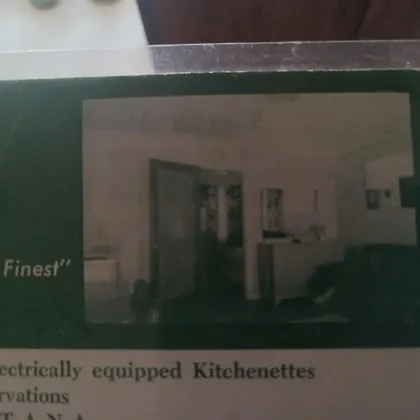 Finest"
ectrically equipped Kitchenettes
rvations
T A N A